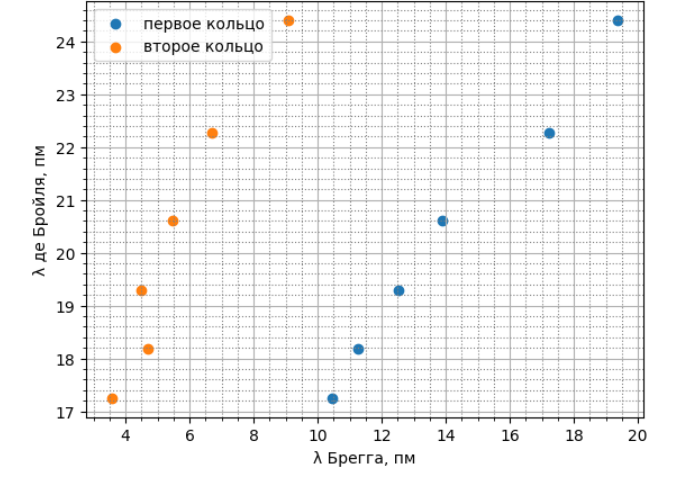 первое кольцо
второе кольцо
24
23
22
21
20
19
18
17
λ де Бройля, пм
4 6 8 10 12 14 16 18 20
λ Брегга, пм